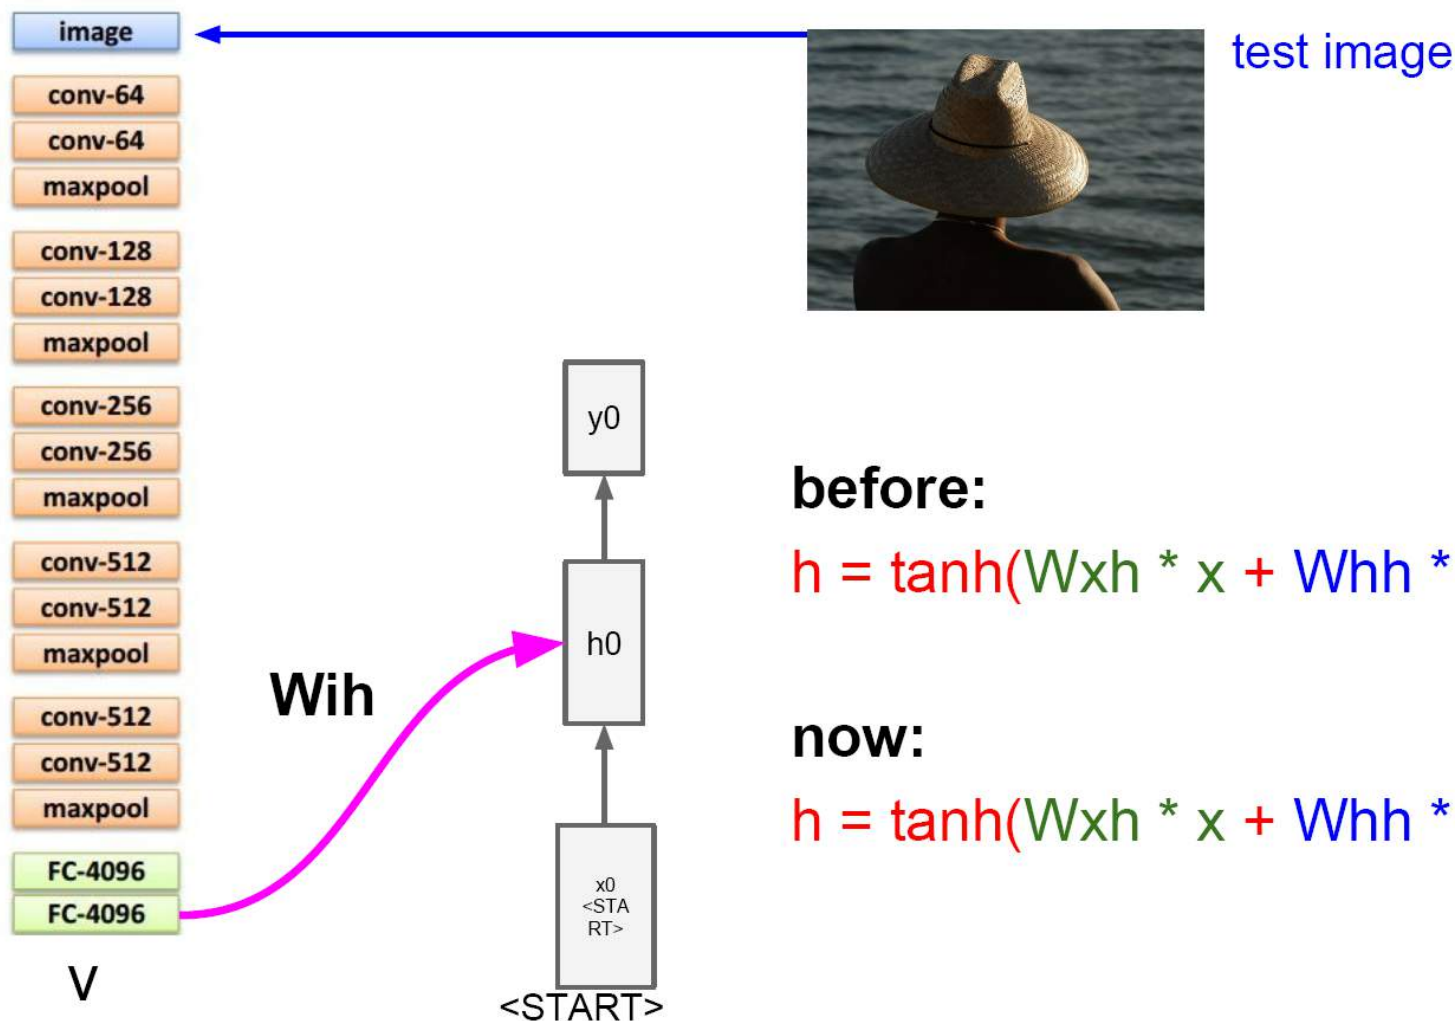 image
test image
conv-64
conv-64
maxpool
conv-128
conv-128
maxpool
conv-256
conv-256
maxpool
conv-512
conv-512
maxpool
conv-512
conv-512
maxpool
FC-4096
FC-4096
v
Wih
y0
h0
x0
<STA
RT>
<START>
before:
h = tanh(Wxh * x + Whh *
now:
h = tanh(Wxh * x + Whh *